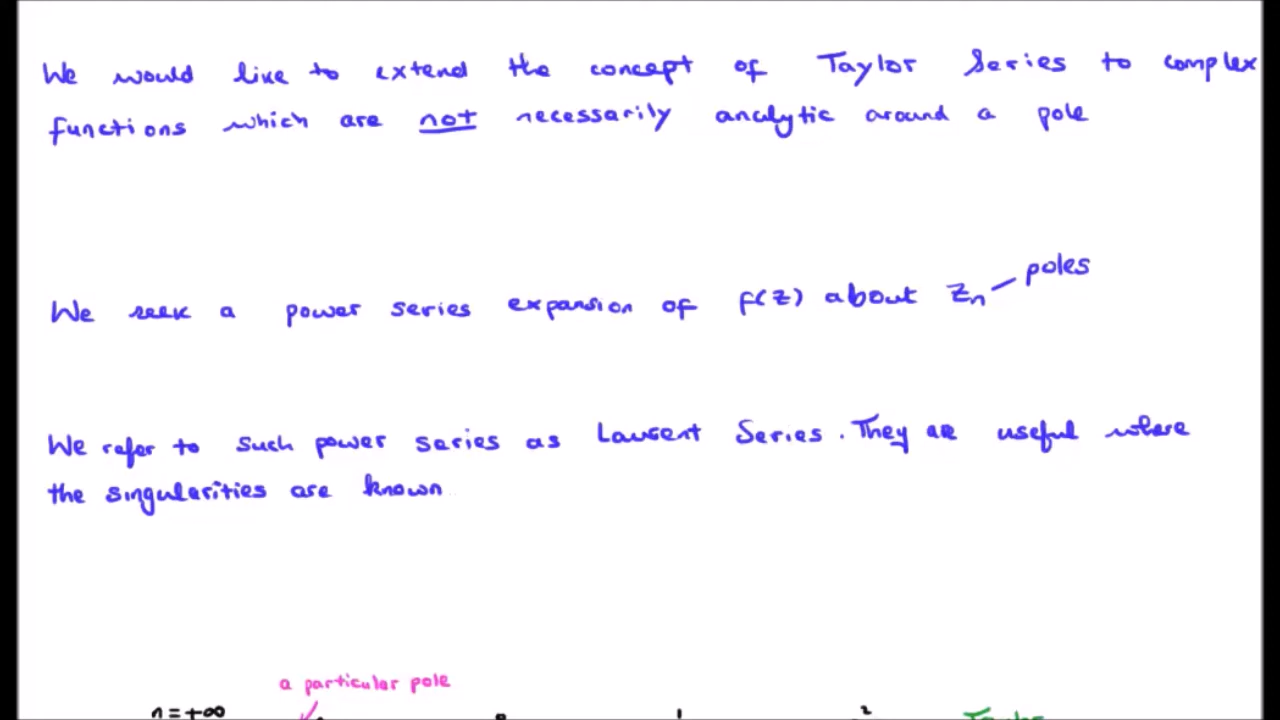 We would like to extend the concept of Taylor Series to complex
functions which are not necessarily analytic around a pole
poles
We seek a power series expansion of f(z) about Zn
We refer to such power series as Laurent Series. They are useful where
the singularities are known
a particular pole
n=+∞